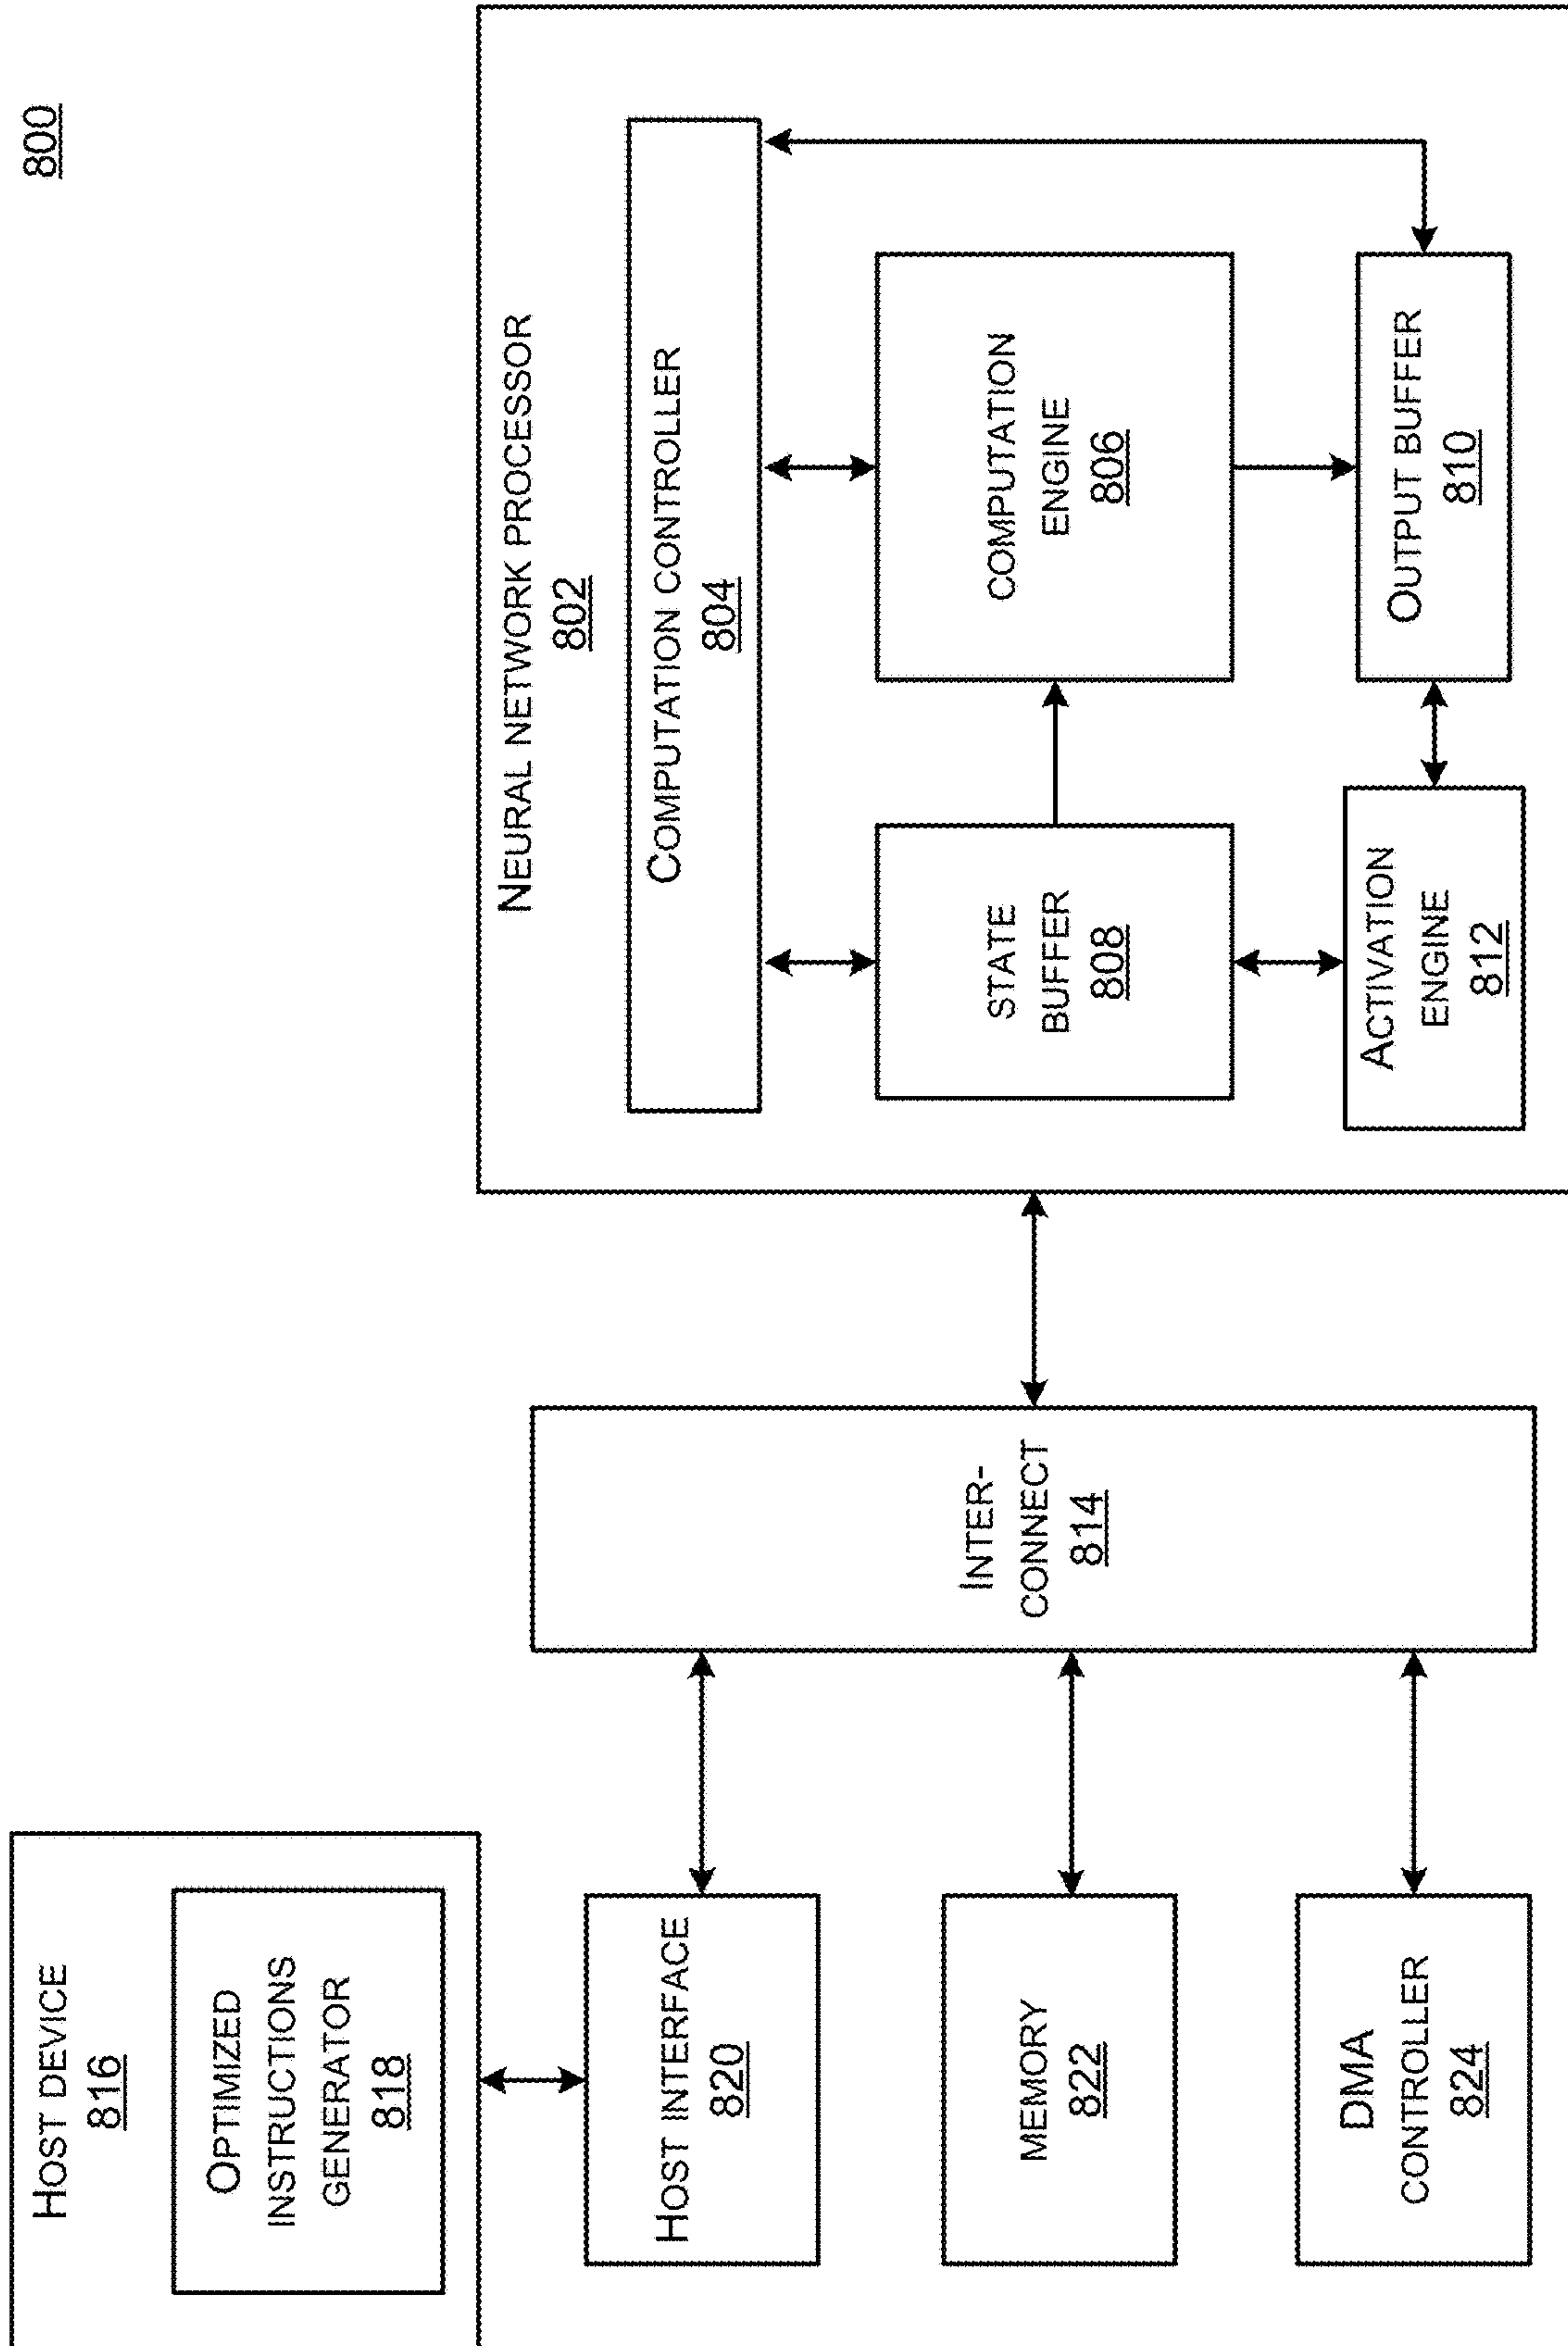 800
HOST DEVICE
816
OPTIMIZED
INSTRUCTIONS
GENERATOR
818
HOST INTERFACE
820
MEMORY
822
DMA
CONTROLLER
824
INTER-
CONNECT
814
NEURAL NETWORK PROCESSOR
802
COMPUTATION CONTROLLER
804
STATE
BUFFER
808
COMPUTATION
ENGINE
806
ACTIVATION
ENGINE
812
OUTPUT BUFFER
810